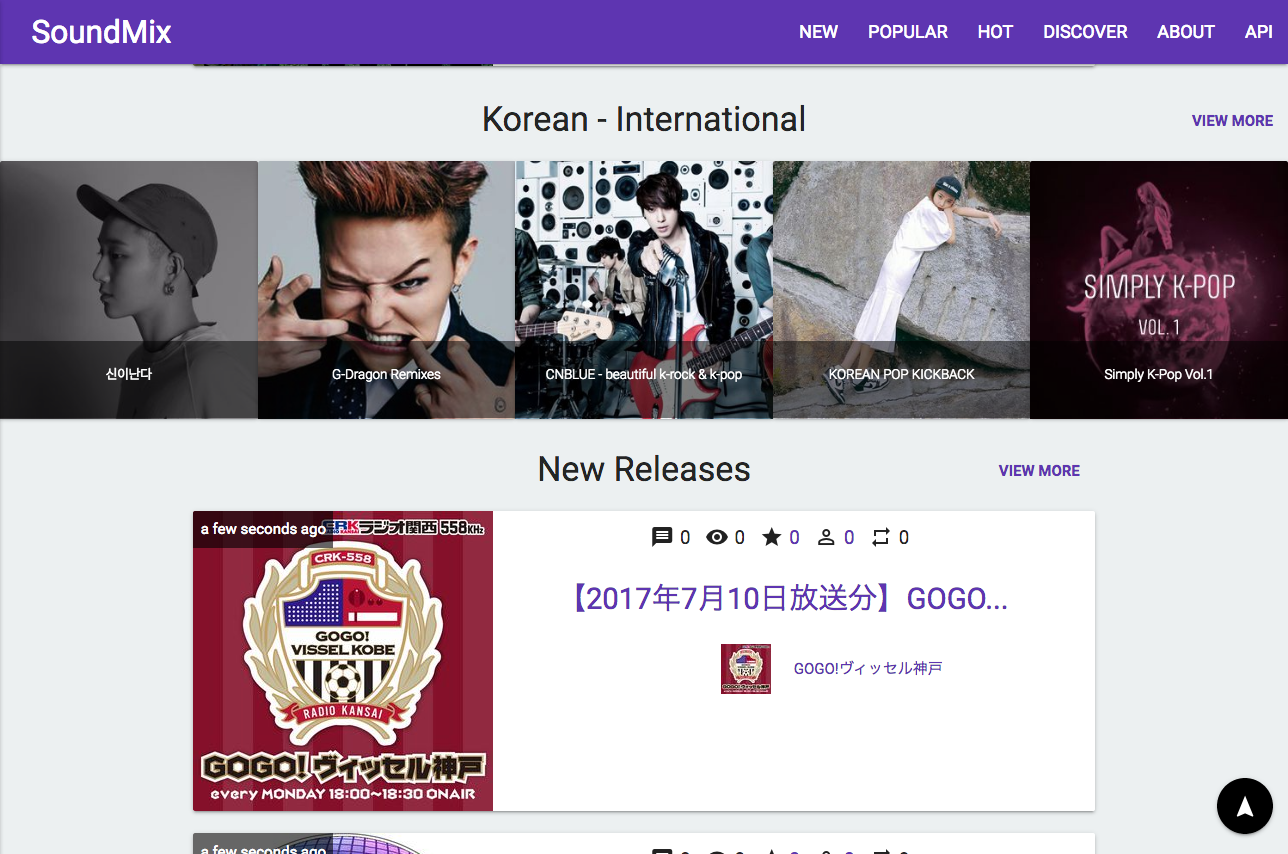 SoundMix
NEW POPULAR HOT DISCOVER ABOUT API
Korean - International
VIEW MORE
SIMPLY K-POP
VOL. 1
신이난다
G-Dragon Remixes
CNBLUE - beautiful k-rock & k-pop
KOREAN POP KICKBACK
Simply K-Pop Vol.1
New Releases
VIEW MORE
a few seconds ago
CRKラジオ関西 558KHz
CRK-558
GOGO!
VISSEL KOBE
RADIO KANSAI
GOGO! ヴィッセル神戸
every MONDAY 18:00~18:30 ONAIR
0 0 0 0 0
【2017年7月10日放送分】GOGO...
GOGO!ヴィッセル神戸
a few seconds ago